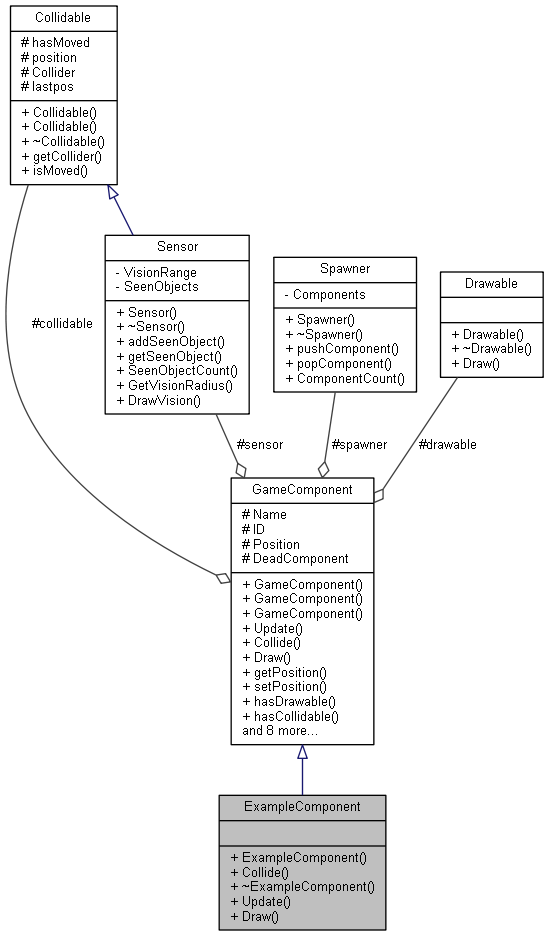 Collidable
# hasMoved
# position
# Collider
# lastpos
+ Collidable()
+ Collidable()
+ ~Collidable()
+ getCollider()
+ isMoved()
Sensor
- VisionRange
- SeenObjects
+ Sensor()
+ ~Sensor()
+ addSeenObject()
+ getSeenObject()
+ SeenObjectCount()
+ GetVisionRadius()
+ DrawVision()
Spawner
- Components
+ Spawner()
+ ~Spawner()
+ pushComponent()
+ popComponent()
+ ComponentCount()
Drawable
+ Drawable()
+ ~Drawable()
+ Draw()
#collidable
#sensor
#spawner
#drawable
GameComponent
# Name
# ID
# Position
# DeadComponent
+ GameComponent()
+ GameComponent()
+ GameComponent()
+ Update()
+ Collide()
+ Draw()
+ getPosition()
+ setPosition()
+ hasDrawable()
+ hasCollidable()
and 8 more...
ExampleComponent
+ ExampleComponent()
+ Collide()
+ ~ExampleComponent()
+ Update()
+ Draw()